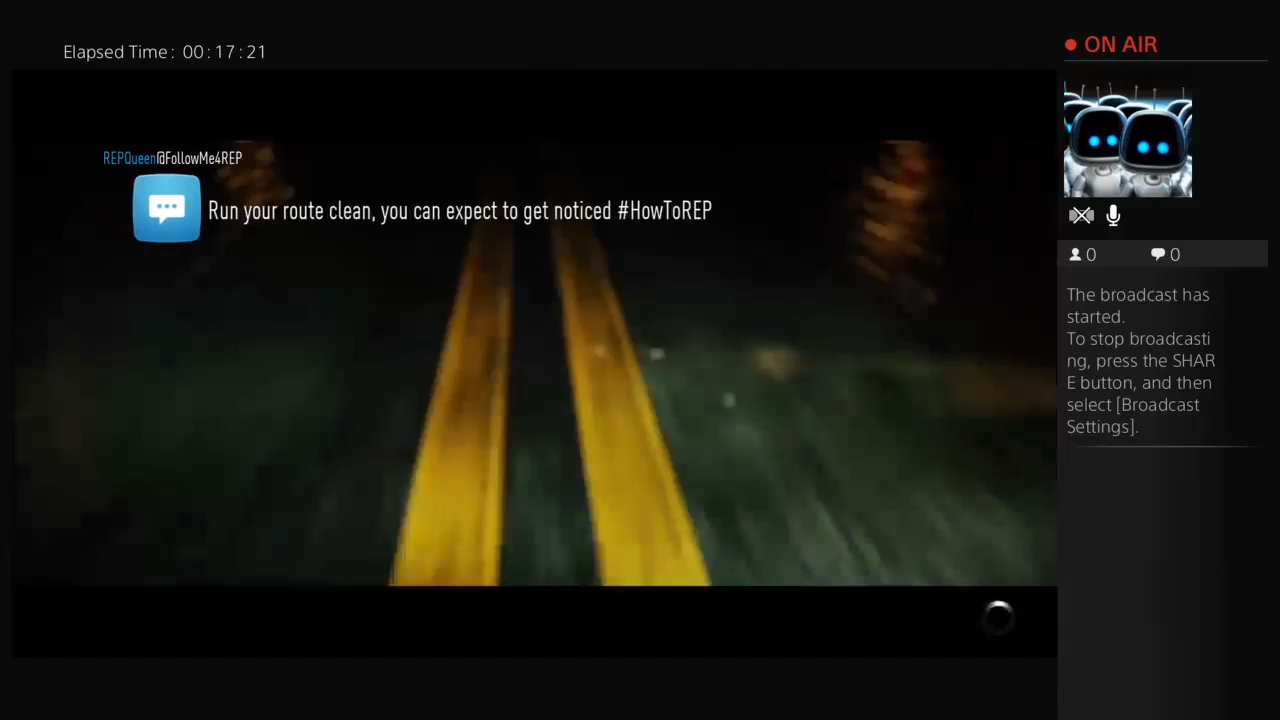 Elapsed Time: 00:17:21
ON AIR
REPQueen@FollowMe4REP
Run your route clean, you can expect to get noticed #HowToREP
0 0
The broadcast has
started.
To stop broadcasti
ng, press the SHAR
E button, and then
select [Broadcast
Settings].